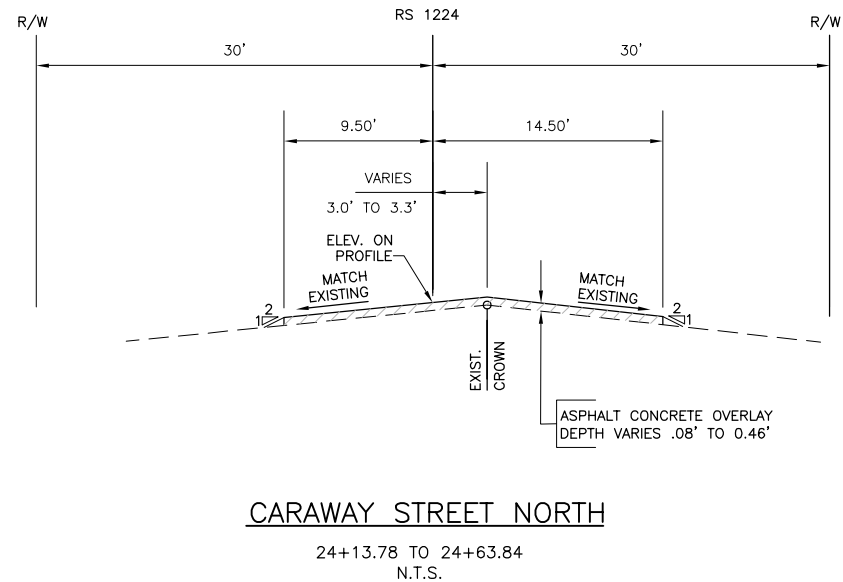 R/W
RS 1224
R/W
30'
30'
9.50'
14.50'
VARIES
3.0' TO 3.3'
ELEV. ON
PROFILE
MATCH
EXISTING
MATCH
EXISTING
2
1
2
1
EXIST.
CROWN
ASPHALT CONCRETE OVERLAY
DEPTH VARIES .08' TO 0.46'
CARAWAY STREET NORTH
24+13.78 TO 24+63.84
N.T.S.